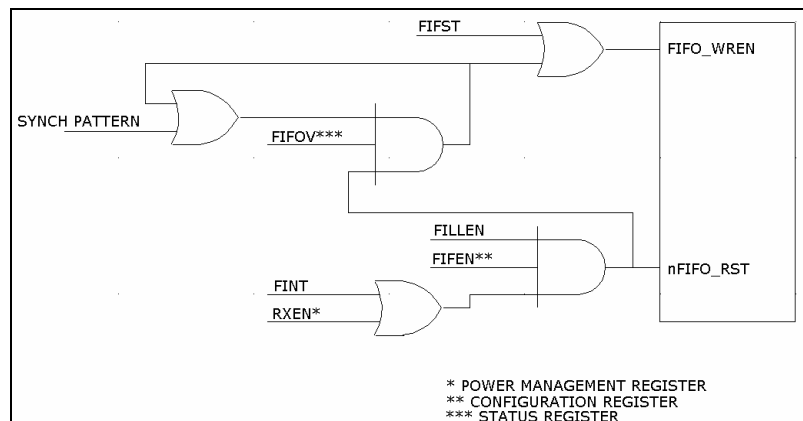 FIFST
FIFO_WREN
SYNCH PATTERN
FIFOV***
FILLEN
FIFEN**
nFIFO_RST
FINT
RXEN*
* POWER MANAGEMENT REGISTER
** CONFIGURATION REGISTER
*** STATUS REGISTER